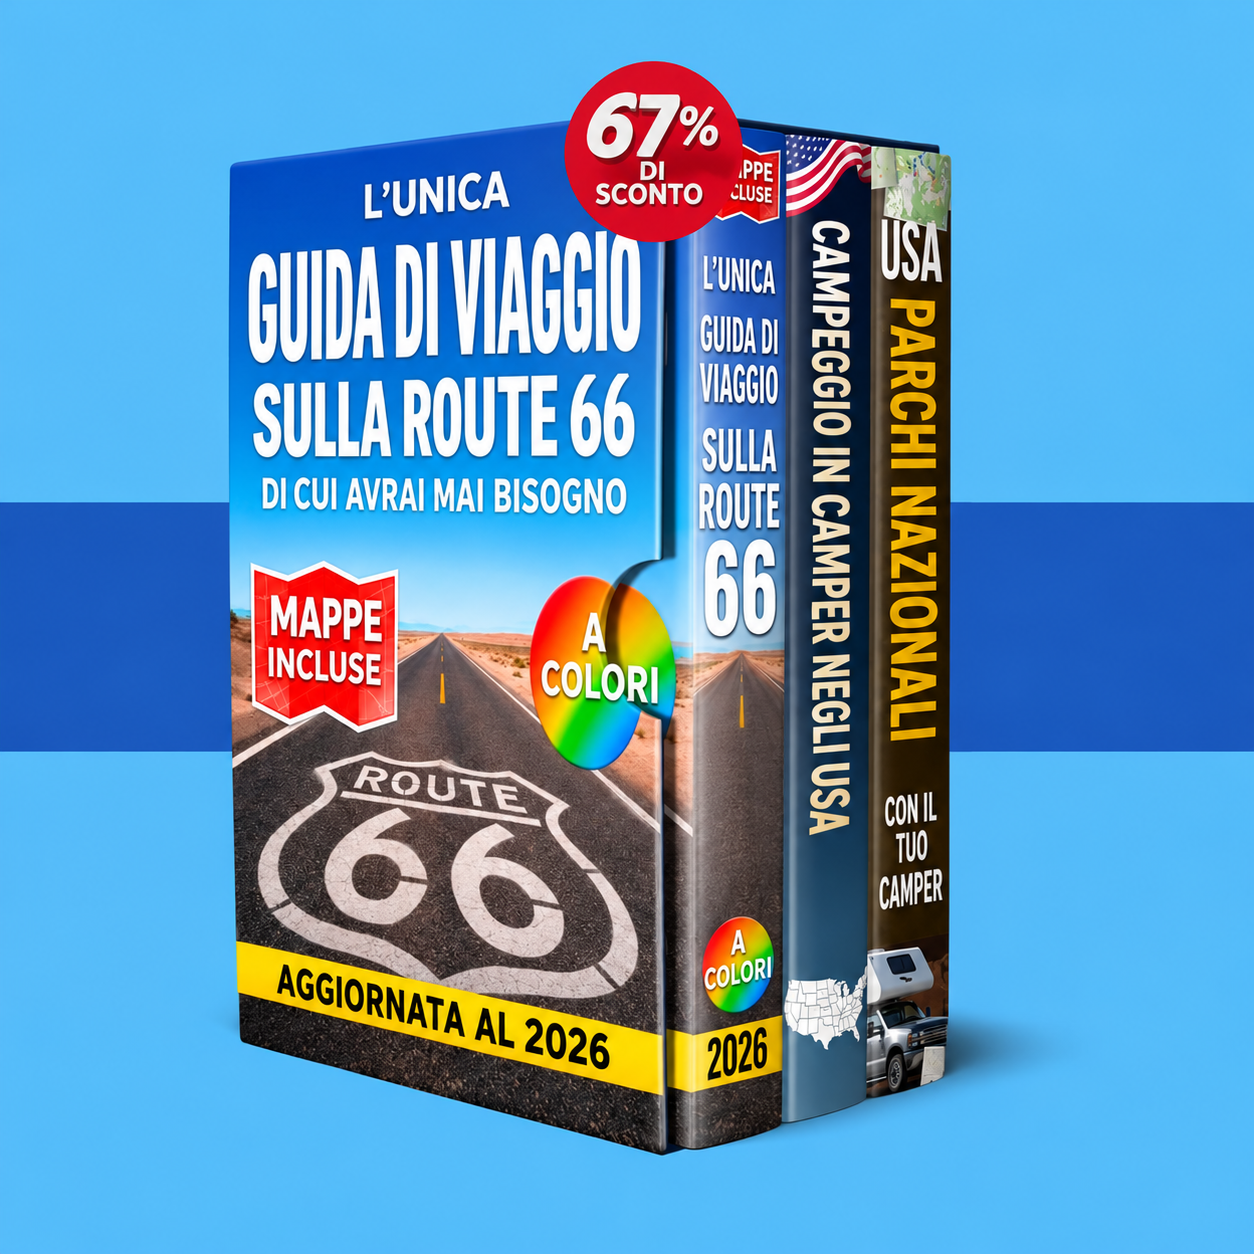 67%
DI
SCONTO
L'UNICA
GUIDA DI VIAGGIO
SULLA ROUTE 66
DI CUI AVRAI MAI BISOGNO
MAPPE
INCLUSE
A
COLORI
ROUTE
66
AGGIORNATA AL 2026
L'UNICA
GUIDA DI
VIAGGIO
SULLA
ROUTE
66
A
COLORI
2026
CAMPEGGIO IN CAMPER NEGLI USA
USA
PARCHI NAZIONALI
CON IL
TUO
CAMPER